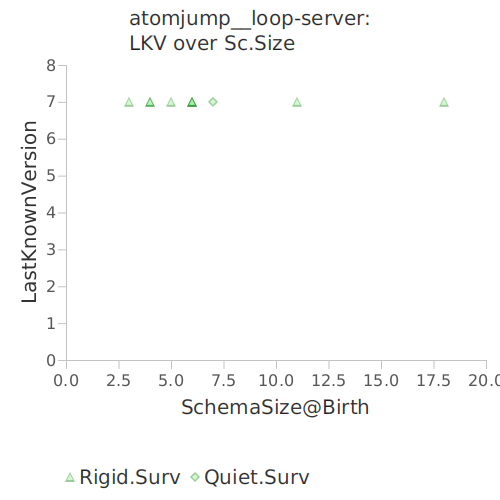 atomjump__loop-server:
LKV over Sc.Size
8
7
6
5
4
3
2
1
0
LastKnownVersion
0.0 2.5 5.0 7.5 10.0 12.5 15.0 17.5 20.0
SchemaSize@Birth
Rigid.Surv Quiet.Surv